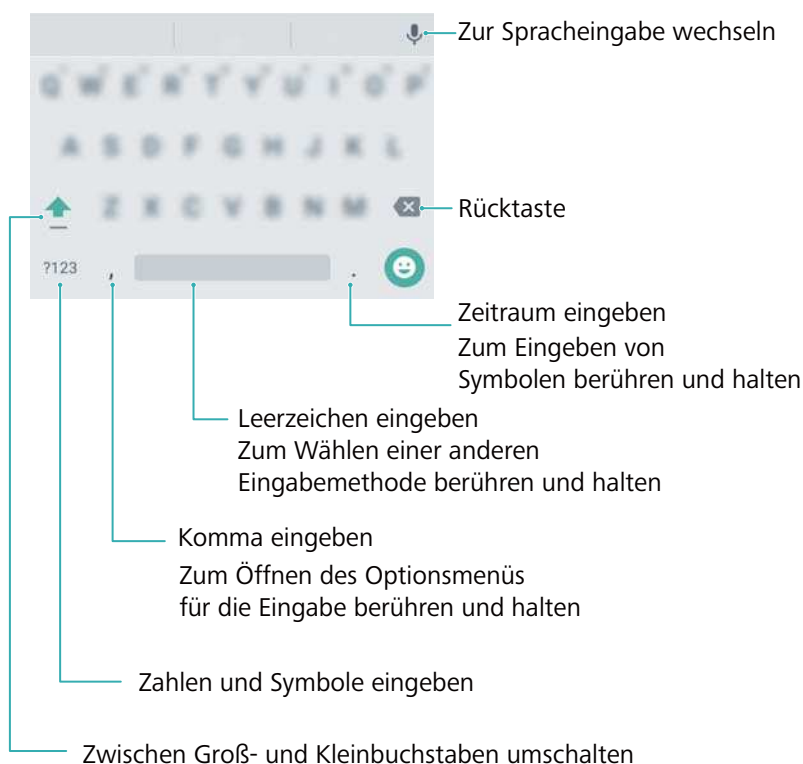 Zur Spracheingabe wechseln
Q W E R T Y U I O P
A S D F G H J K L
Z X C V B N M
Rücktaste
?123 , .
Zeitraum eingeben
Zum Eingeben von
Symbolen berühren und halten
Leerzeichen eingeben
Zum Wählen einer anderen
Eingabemethode berühren und halten
Komma eingeben
Zum Öffnen des Optionsmenüs
für die Eingabe berühren und halten
Zahlen und Symbole eingeben
Zwischen Groß- und Kleinbuchstaben umschalten